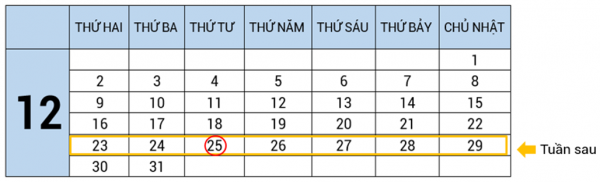 THỨ HAI THỨ BA THỨ TƯ THỨ NĂM THỨ SÁU THỨ BẢY CHỦ NHẬT
12
1
2 3 4 5 6 7 8
9 10 11 12 13 14 15
16 17 18 19 20 21 22
23 24 25 26 27 28 29 Tuần sau
30 31